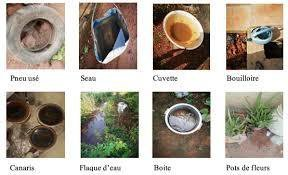 Pneu usé Seau Cuvette Bouilloire
Canaris Flaque d'eau Boite Pots de fleurs